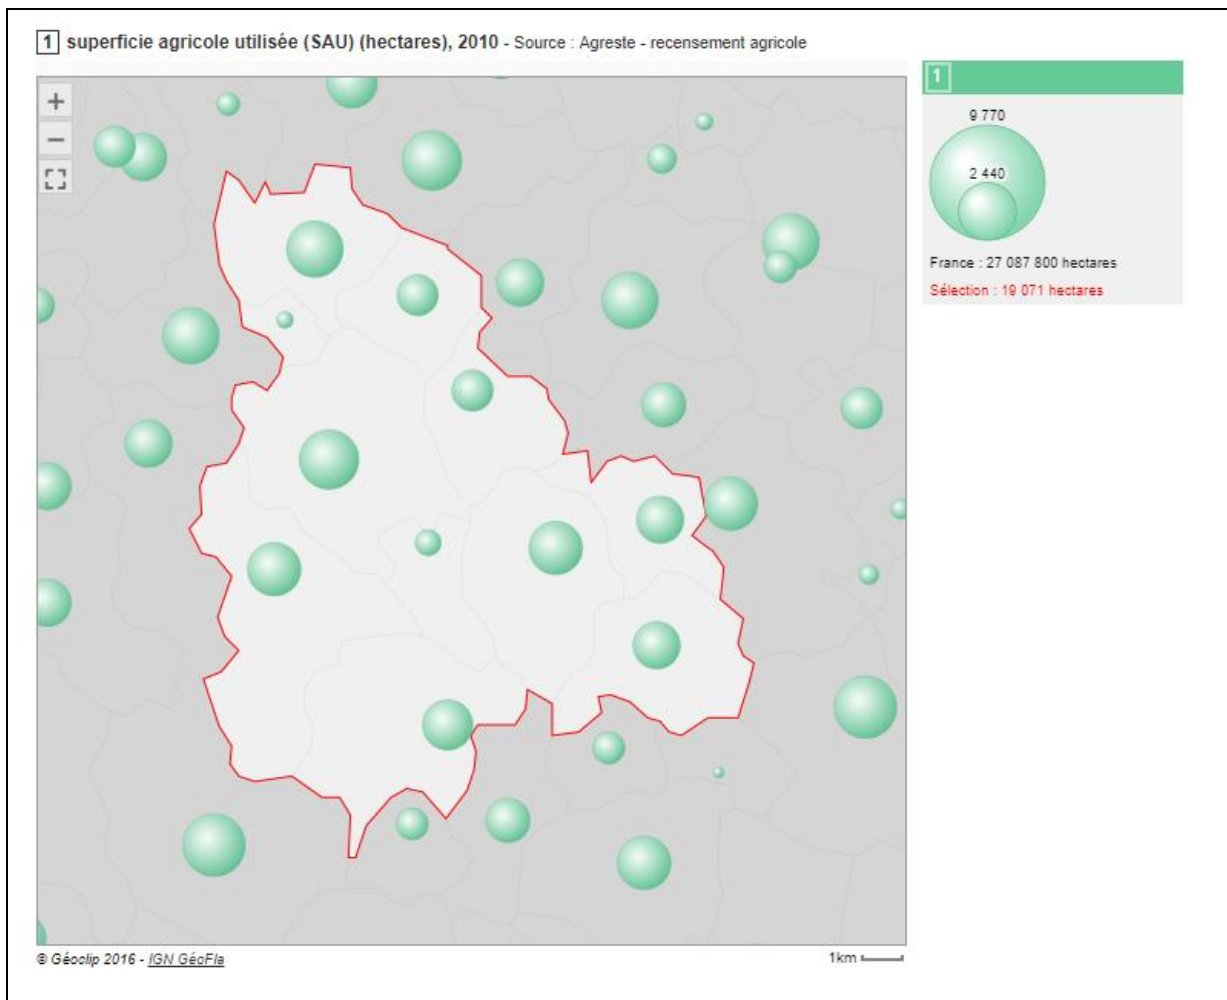 1 superficie agricole utilisée (SAU) (hectares), 2010 - Source : Agreste - recensement agricole
1
9 770
2 440
France : 27 087 800 hectares
Sélection : 19 071 hectares
+
−
© Géoclip 2016 - IGN GéoFla
1km